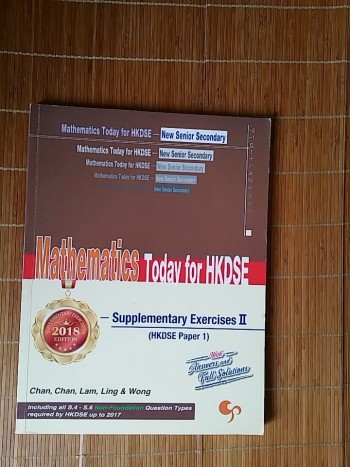 Mathematics Today for HKDSE — New Senior Secondary
Mathematics Today for HKDSE — New Senior Secondary
Mathematics Today for HKDSE — New Senior Secondary
Mathematics Today for HKDSE — New Senior Secondary
New Senior Secondary
Mathematics Today for HKDSE
— Supplementary Exercises II
(HKDSE Paper 1)
2018
EDITION
With
Answers and
Full Solutions
Chan, Chan, Lam, Ling & Wong
Including all S.4 - S.6 Non-Foundation Question Types
required by HKDSE up to 2017